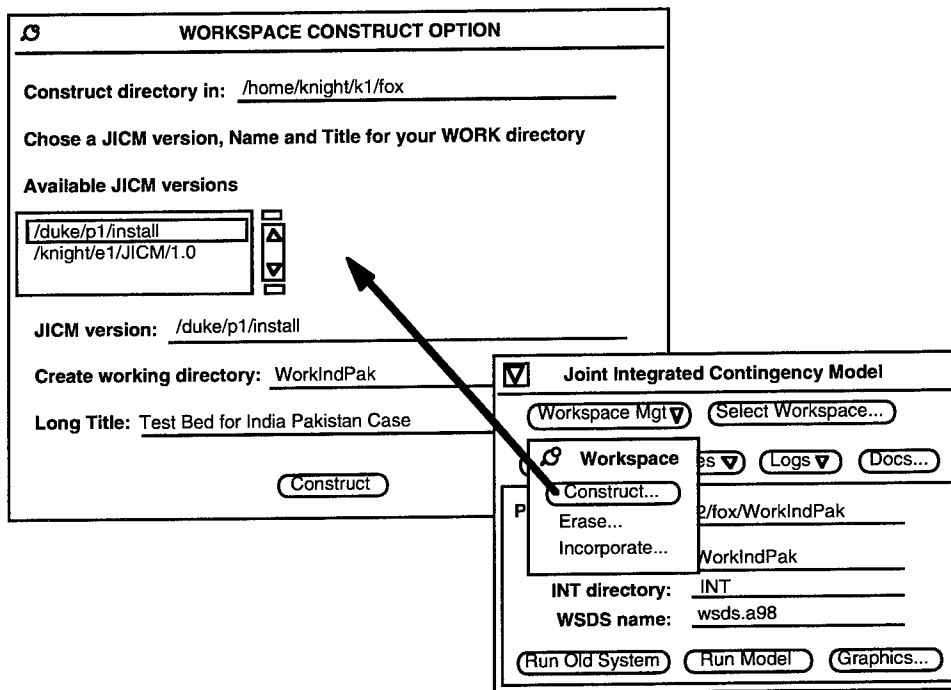 WORKSPACE CONSTRUCT OPTION
Construct directory in: /home/knight/k1/fox
Chose a JICM version, Name and Title for your WORK directory
Available JICM versions
/duke/p1/install
/knight/e1/JICM/1.0
JICM version: /duke/p1/install
Create working directory: WorkIndPak
Long Title: Test Bed for India Pakistan Case
Construct
Joint Integrated Contingency Model
Workspace Mgt Select Workspace...
Workspace
es Logs Docs...
Construct...
Erase...
Incorporate...
P 2/fox/WorkIndPak
WorkIndPak
INT directory: INT
WSDS name: wsds.a98
Run Old System Run Model Graphics...